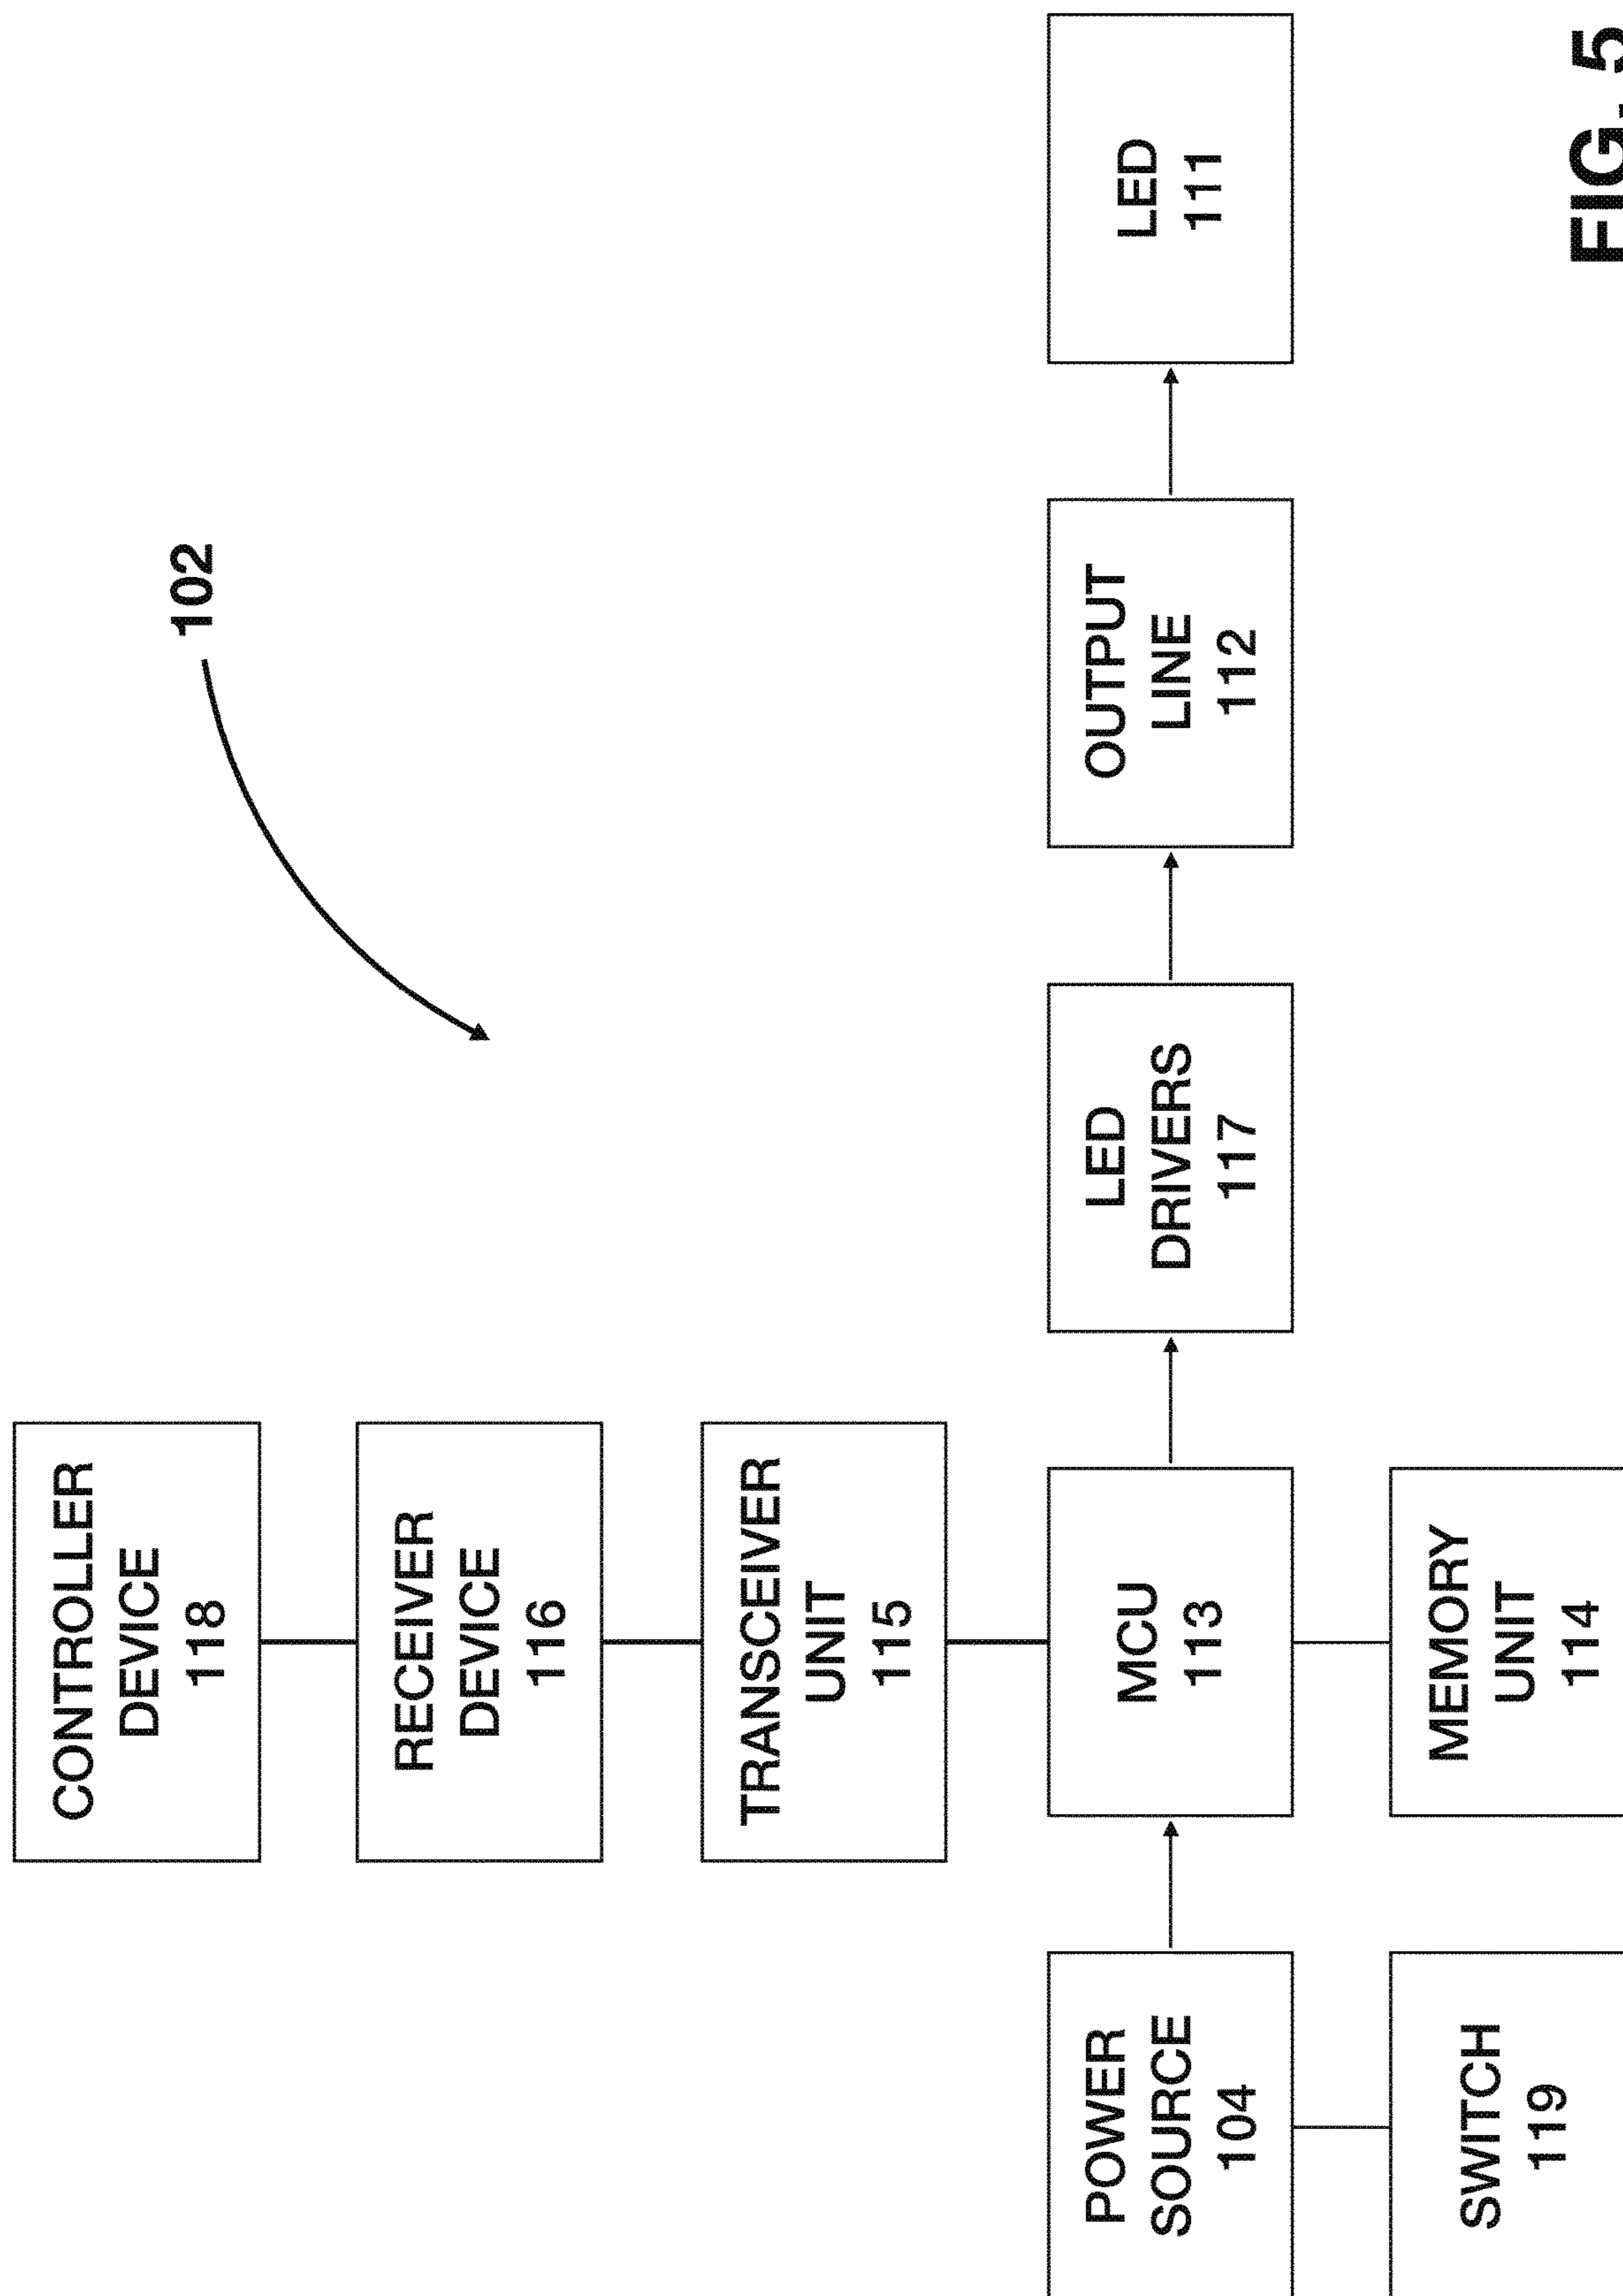 CONTROLLER
DEVICE
118
RECEIVER
DEVICE
116
TRANSCEIVER
UNIT
115
102
POWER
SOURCE
104
MCU
113
LED
DRIVERS
117
OUTPUT
LINE
112
LED
111
SWITCH
119
MEMORY
UNIT
114
FIG. 5